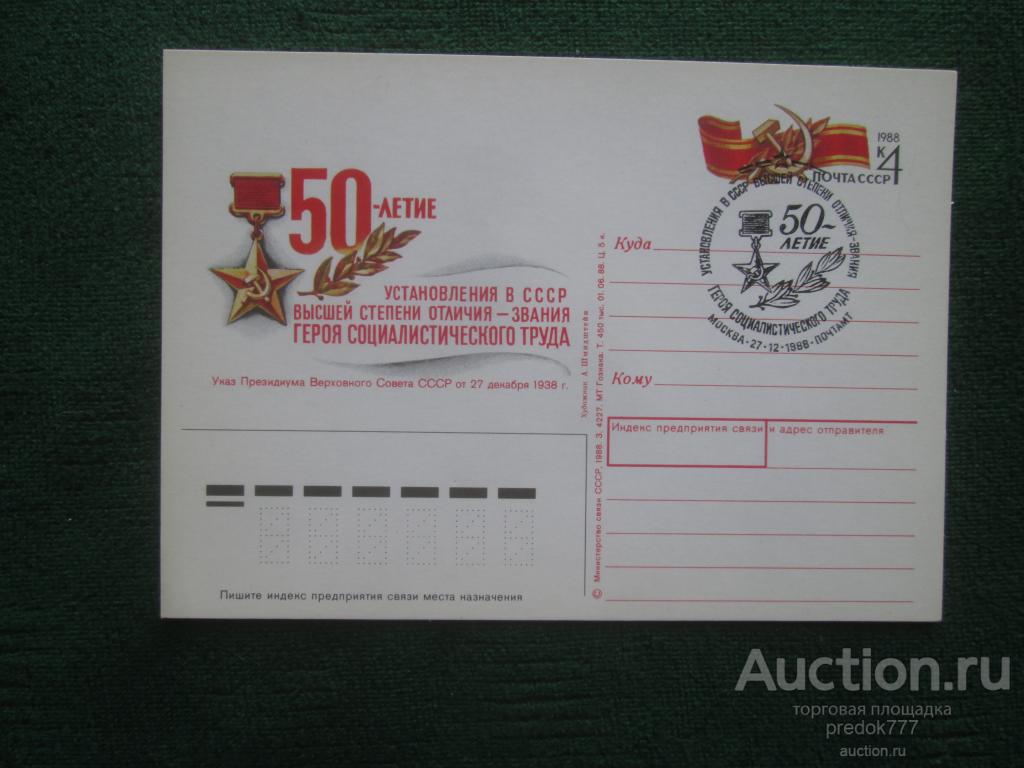 50-ЛЕТИЕ
УСТАНОВЛЕНИЯ В СССР
ВЫСШЕЙ СТЕПЕНИ ОТЛИЧИЯ — ЗВАНИЯ
ГЕРОЯ СОЦИАЛИСТИЧЕСКОГО ТРУДА
Указ Президиума Верховного Совета СССР от 27 декабря 1938 г.
Пишите индекс предприятия связи места назначения
Художник А. Шмидштейн
© Министерство связи СССР, 1988. З. 4227. МТ Гознака. Т. 450 тыс. 01.06.88. Ц. 5 к.
1988
К 4
ПОЧТА СССР
УСТАНОВЛЕНИЯ В СССР ВЫСШЕЙ СТЕПЕНИ ОТЛИЧИЯ-ЗВАНИЯ
50-
ЛЕТИЕ
ГЕРОЯ СОЦИАЛИСТИЧЕСКОГО ТРУДА
МОСКВА · 27-12-1988 · ПОЧТАМТ
Куда
Кому
Индекс предприятия связи и адрес отправителя
Auction.ru
торговая площадка
predok777
auction.ru